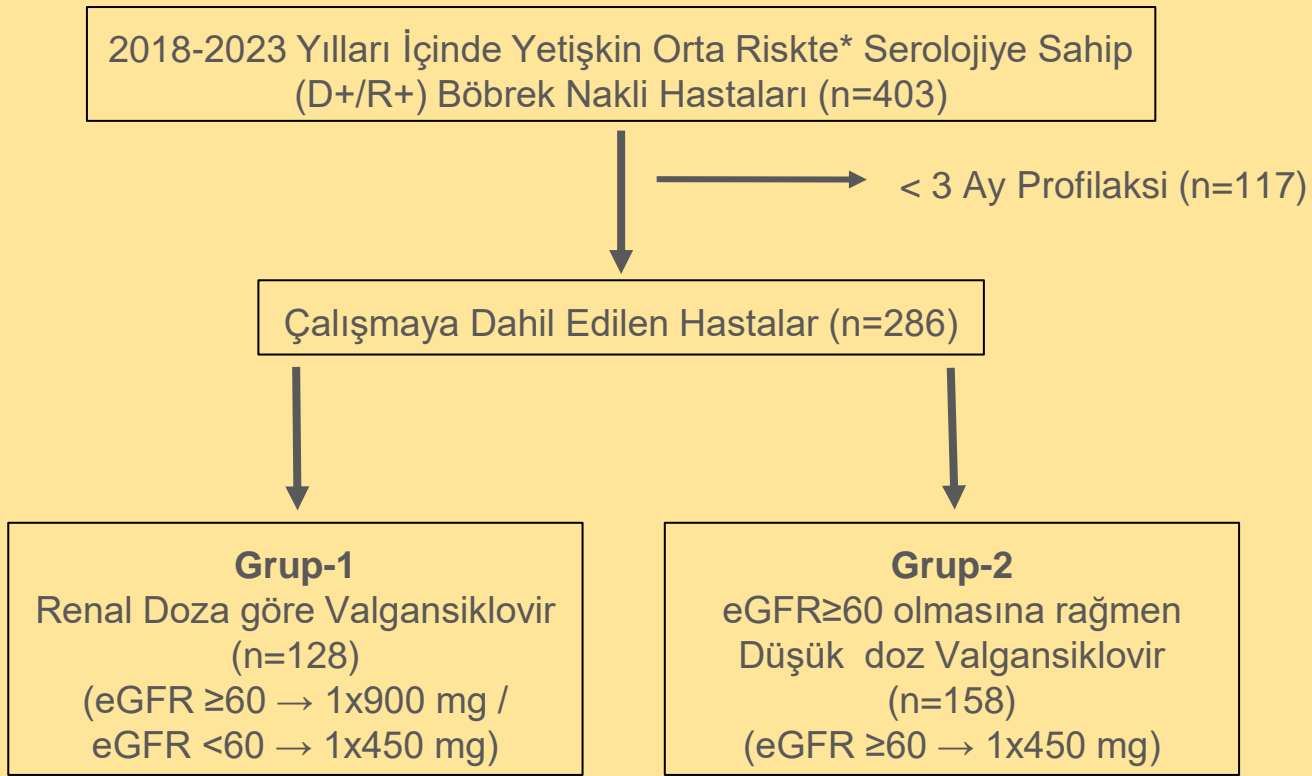 2018-2023 Yılları İçinde Yetişkin Orta Riskte* Serolojiye Sahip
(D+/R+) Böbrek Nakli Hastaları (n=403)
< 3 Ay Profilaksi (n=117)
Çalışmaya Dahil Edilen Hastalar (n=286)
Grup-1
Renal Doza göre Valgansiklovir
(n=128)
(eGFR ≥60 → 1x900 mg /
eGFR <60 → 1x450 mg)
Grup-2
eGFR≥60 olmasına rağmen
Düşük doz Valgansiklovir
(n=158)
(eGFR ≥60 → 1x450 mg)